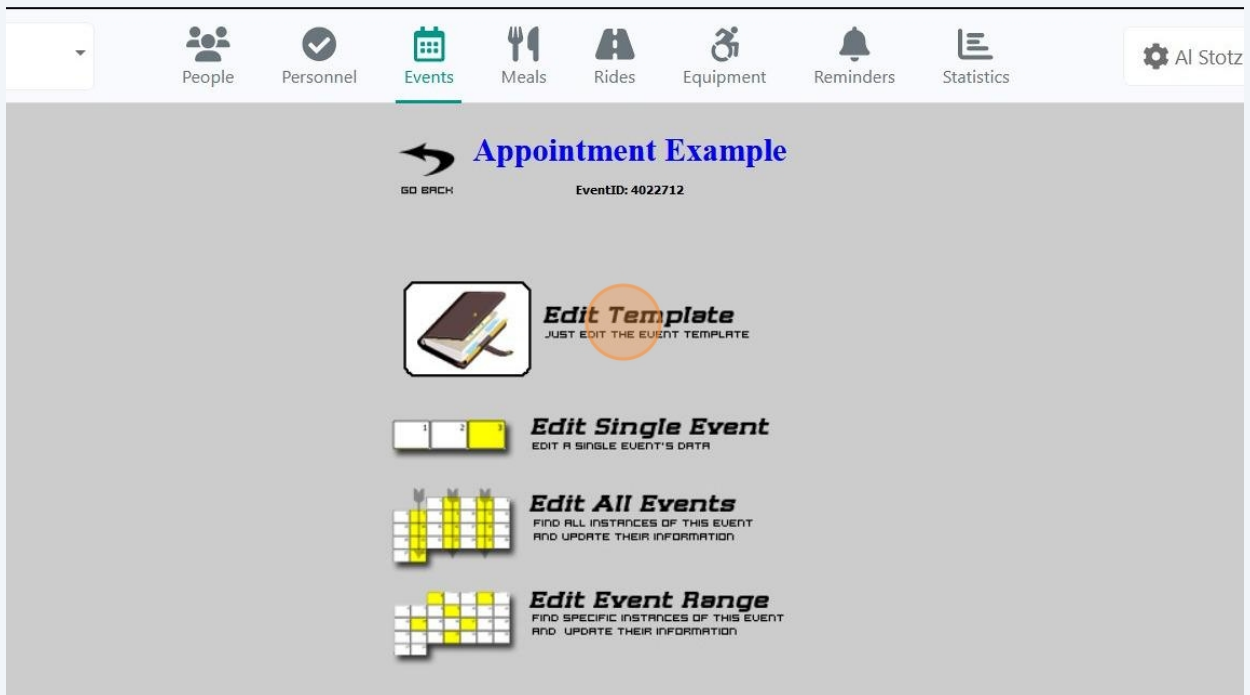 People
Personnel
Events
Meals
Rides
Equipment
Reminders
Statistics
Al Stotz
Appointment Example
GO BACK
EventID: 4022712
Edit Template
JUST EDIT THE EVENT TEMPLATE
1 2 3
Edit Single Event
EDIT A SINGLE EVENT'S DATA
Edit All Events
FIND ALL INSTANCES OF THIS EVENT
AND UPDATE THEIR INFORMATION
Edit Event Range
FIND SPECIFIC INSTANCES OF THIS EVENT
AND UPDATE THEIR INFORMATION